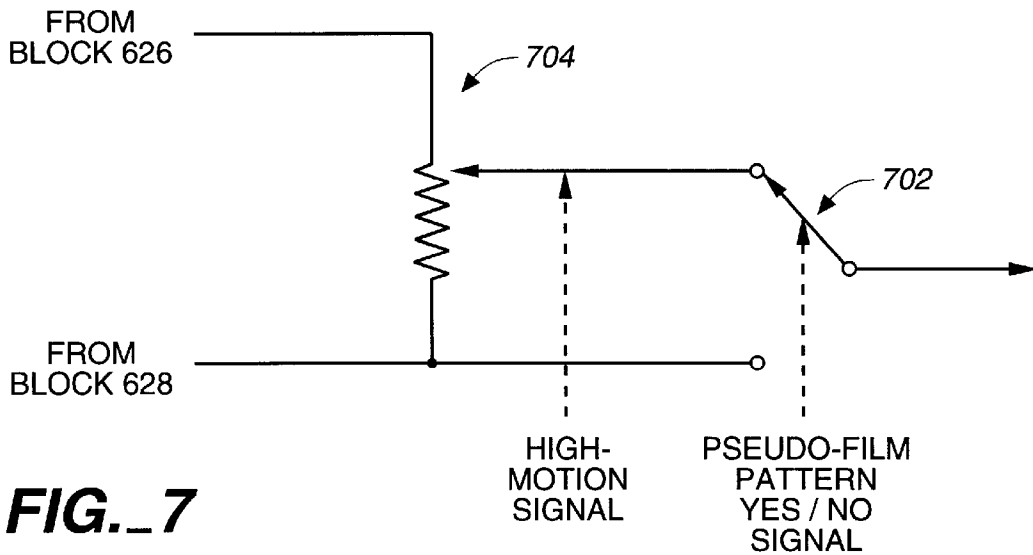 FROM
BLOCK 626
704
702
FROM
BLOCK 628
HIGH-
MOTION
SIGNAL
PSEUDO-FILM
PATTERN
YES / NO
SIGNAL
FIG._7